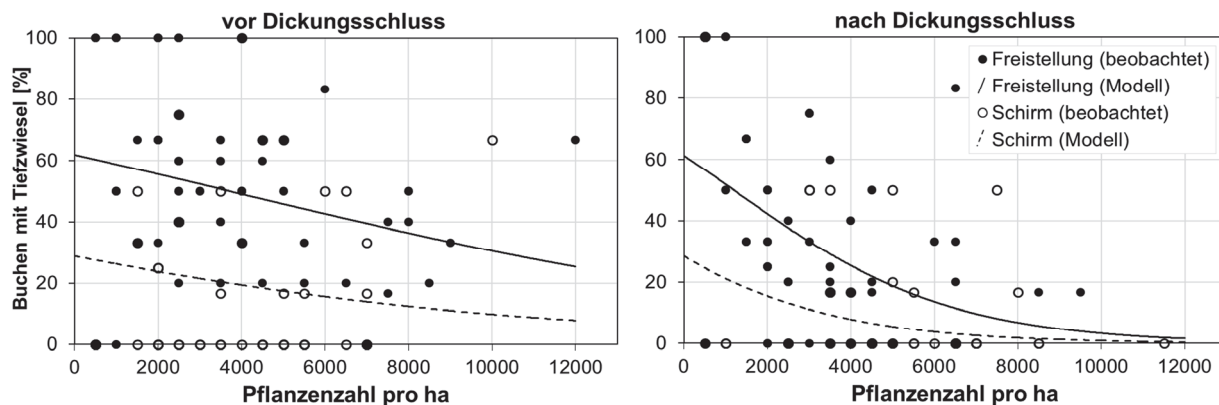 vor Dickungsschluss
Buchen mit Tiefzwiesel [%]
100
80
60
40
20
0
0 2000 4000 6000 8000 10000 12000
Pflanzenzahl pro ha
nach Dickungsschluss
100
80
60
40
20
0
0 2000 4000 6000 8000 10000 12000
Pflanzenzahl pro ha
Freistellung (beobachtet)
Freistellung (Modell)
Schirm (beobachtet)
Schirm (Modell)